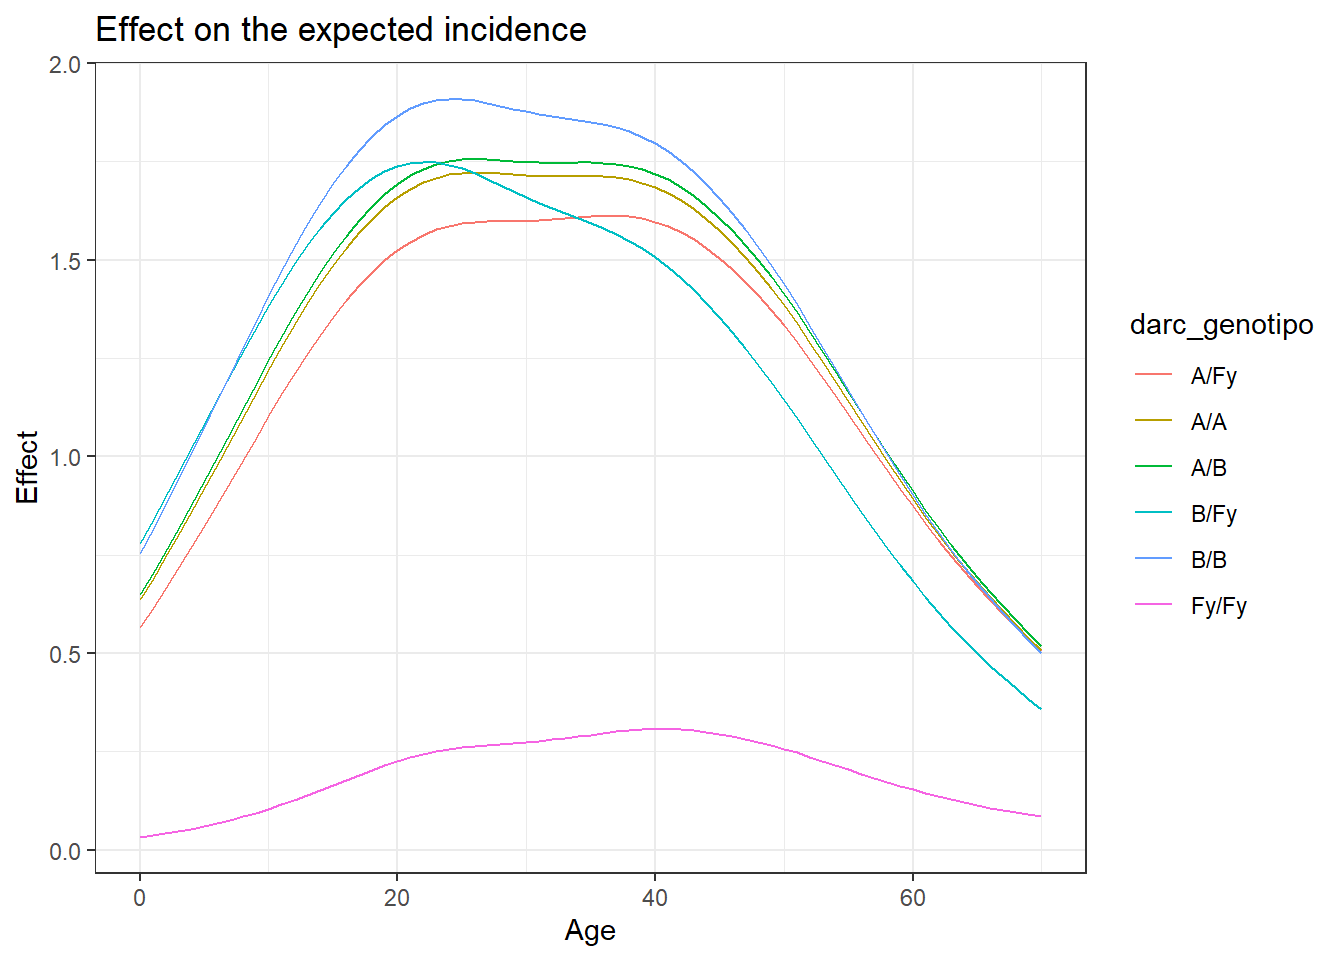 Effect on the expected incidence
2.0
1.5
1.0
0.5
0.0
Effect
0
20
40
60
Age
darc_genotipo
A/Fy
A/A
A/B
B/Fy
B/B
Fy/Fy